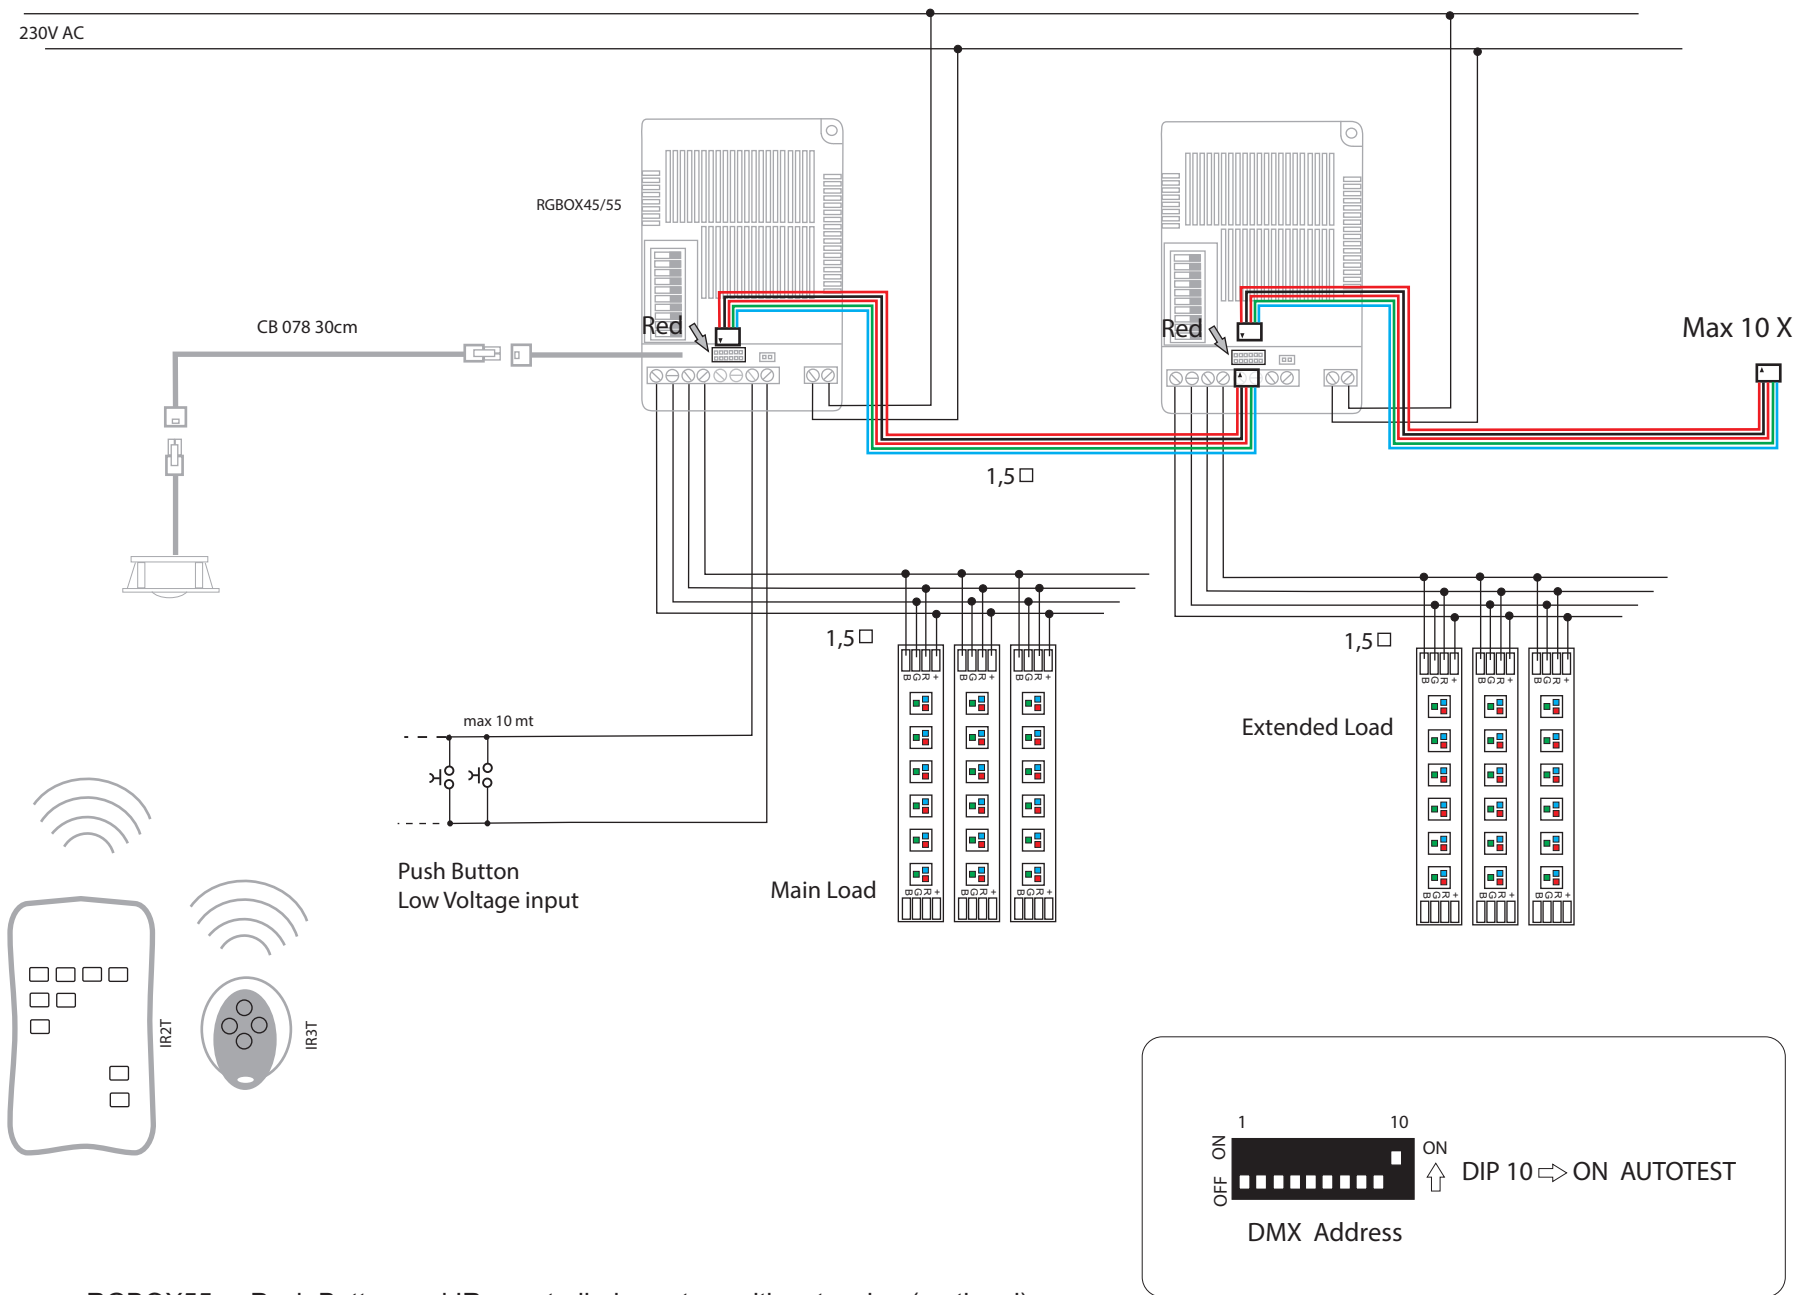 230V AC
RGBOX45/55
CB 078 30cm
Red
Red
Max 10 X
1,5
1,5
1,5
B G R +
B G R +
B G R +
B G R +
B G R +
B G R +
max 10 mt
Extended Load
Push Button
Low Voltage input
Main Load
B G R +
B G R +
B G R +
B G R +
B G R +
B G R +
IR2T
IR3T
1 10
OFF ON
ON
DIP 10 ⇨ ON AUTOTEST
DMX Address